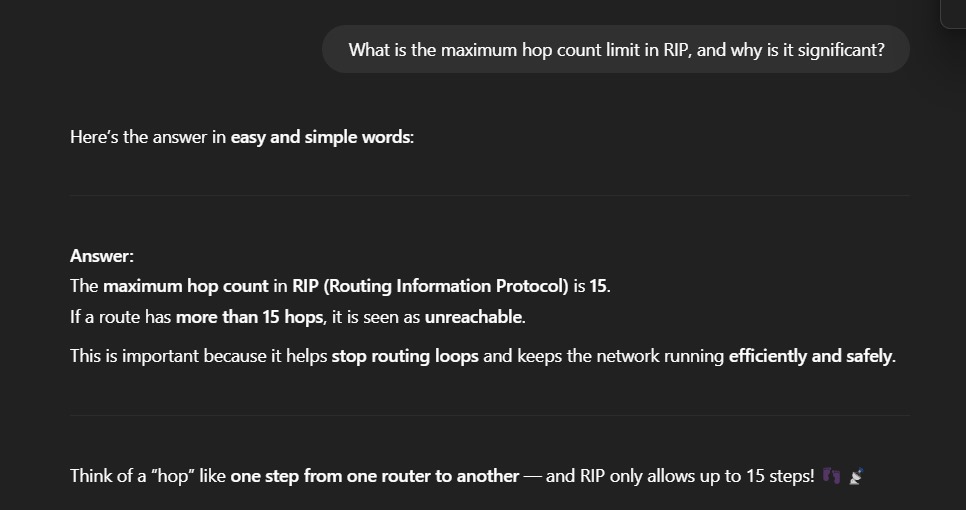 What is the maximum hop count limit in RIP, and why is it significant?
Here's the answer in easy and simple words:
Answer:
The maximum hop count in RIP (Routing Information Protocol) is 15.
If a route has more than 15 hops, it is seen as unreachable.
This is important because it helps stop routing loops and keeps the network running efficiently and safely.
Think of a "hop" like one step from one router to another — and RIP only allows up to 15 steps! 👣 📡